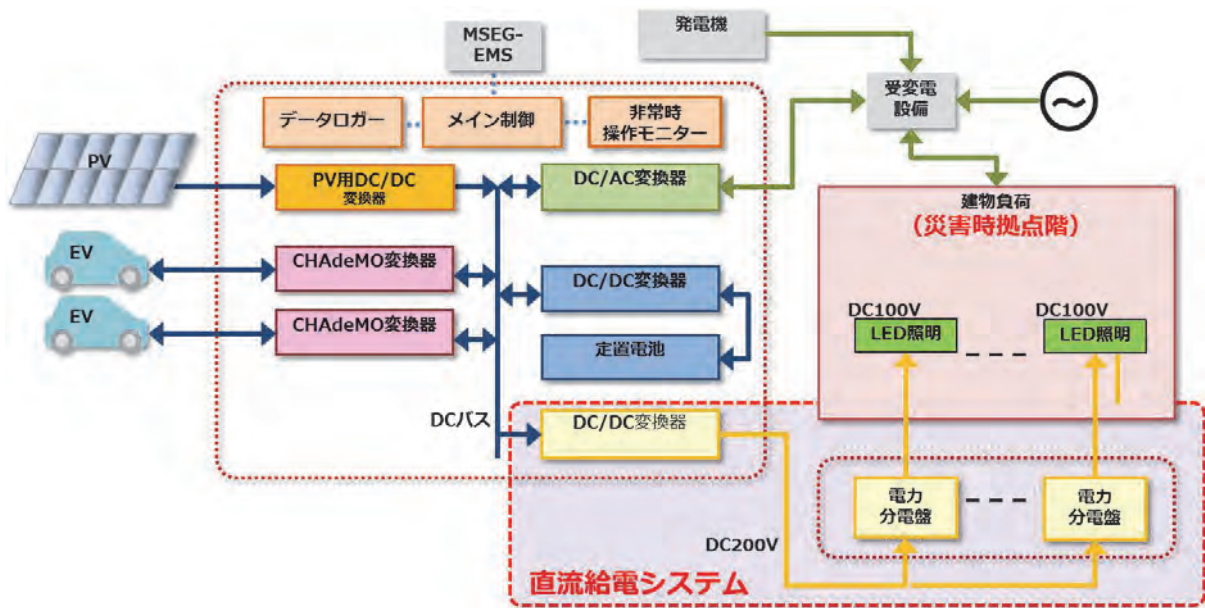 MSEG-
EMS
発電機
受変電
設備
~
データロガー
メイン制御
非常時
操作モニター
PV
PV用DC/DC
変換器
DC/AC変換器
建物負荷
(災害時拠点階)
EV
CHAdeMO変換器
DC/DC変換器
EV
CHAdeMO変換器
定置電池
DC100V
LED照明
DC100V
LED照明
DCバス
DC/DC変換器
電力
分電盤
電力
分電盤
DC200V
直流給電システム